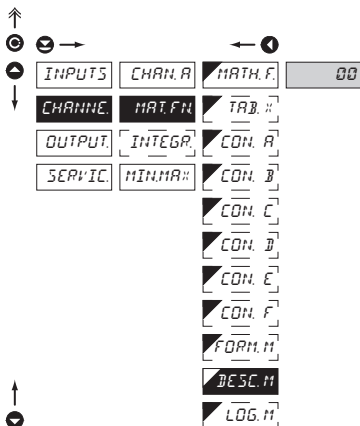 INPUTS CHAN. A MATH. F. 00
CHANNE. MAT. FN. TAB. x
OUTPUT. INTEGR. CON. A
SERVIC. MIN.MAX CON. B
CON. C
CON. D
CON. E
CON. F
FORM. M
DESC. M
LOG. M